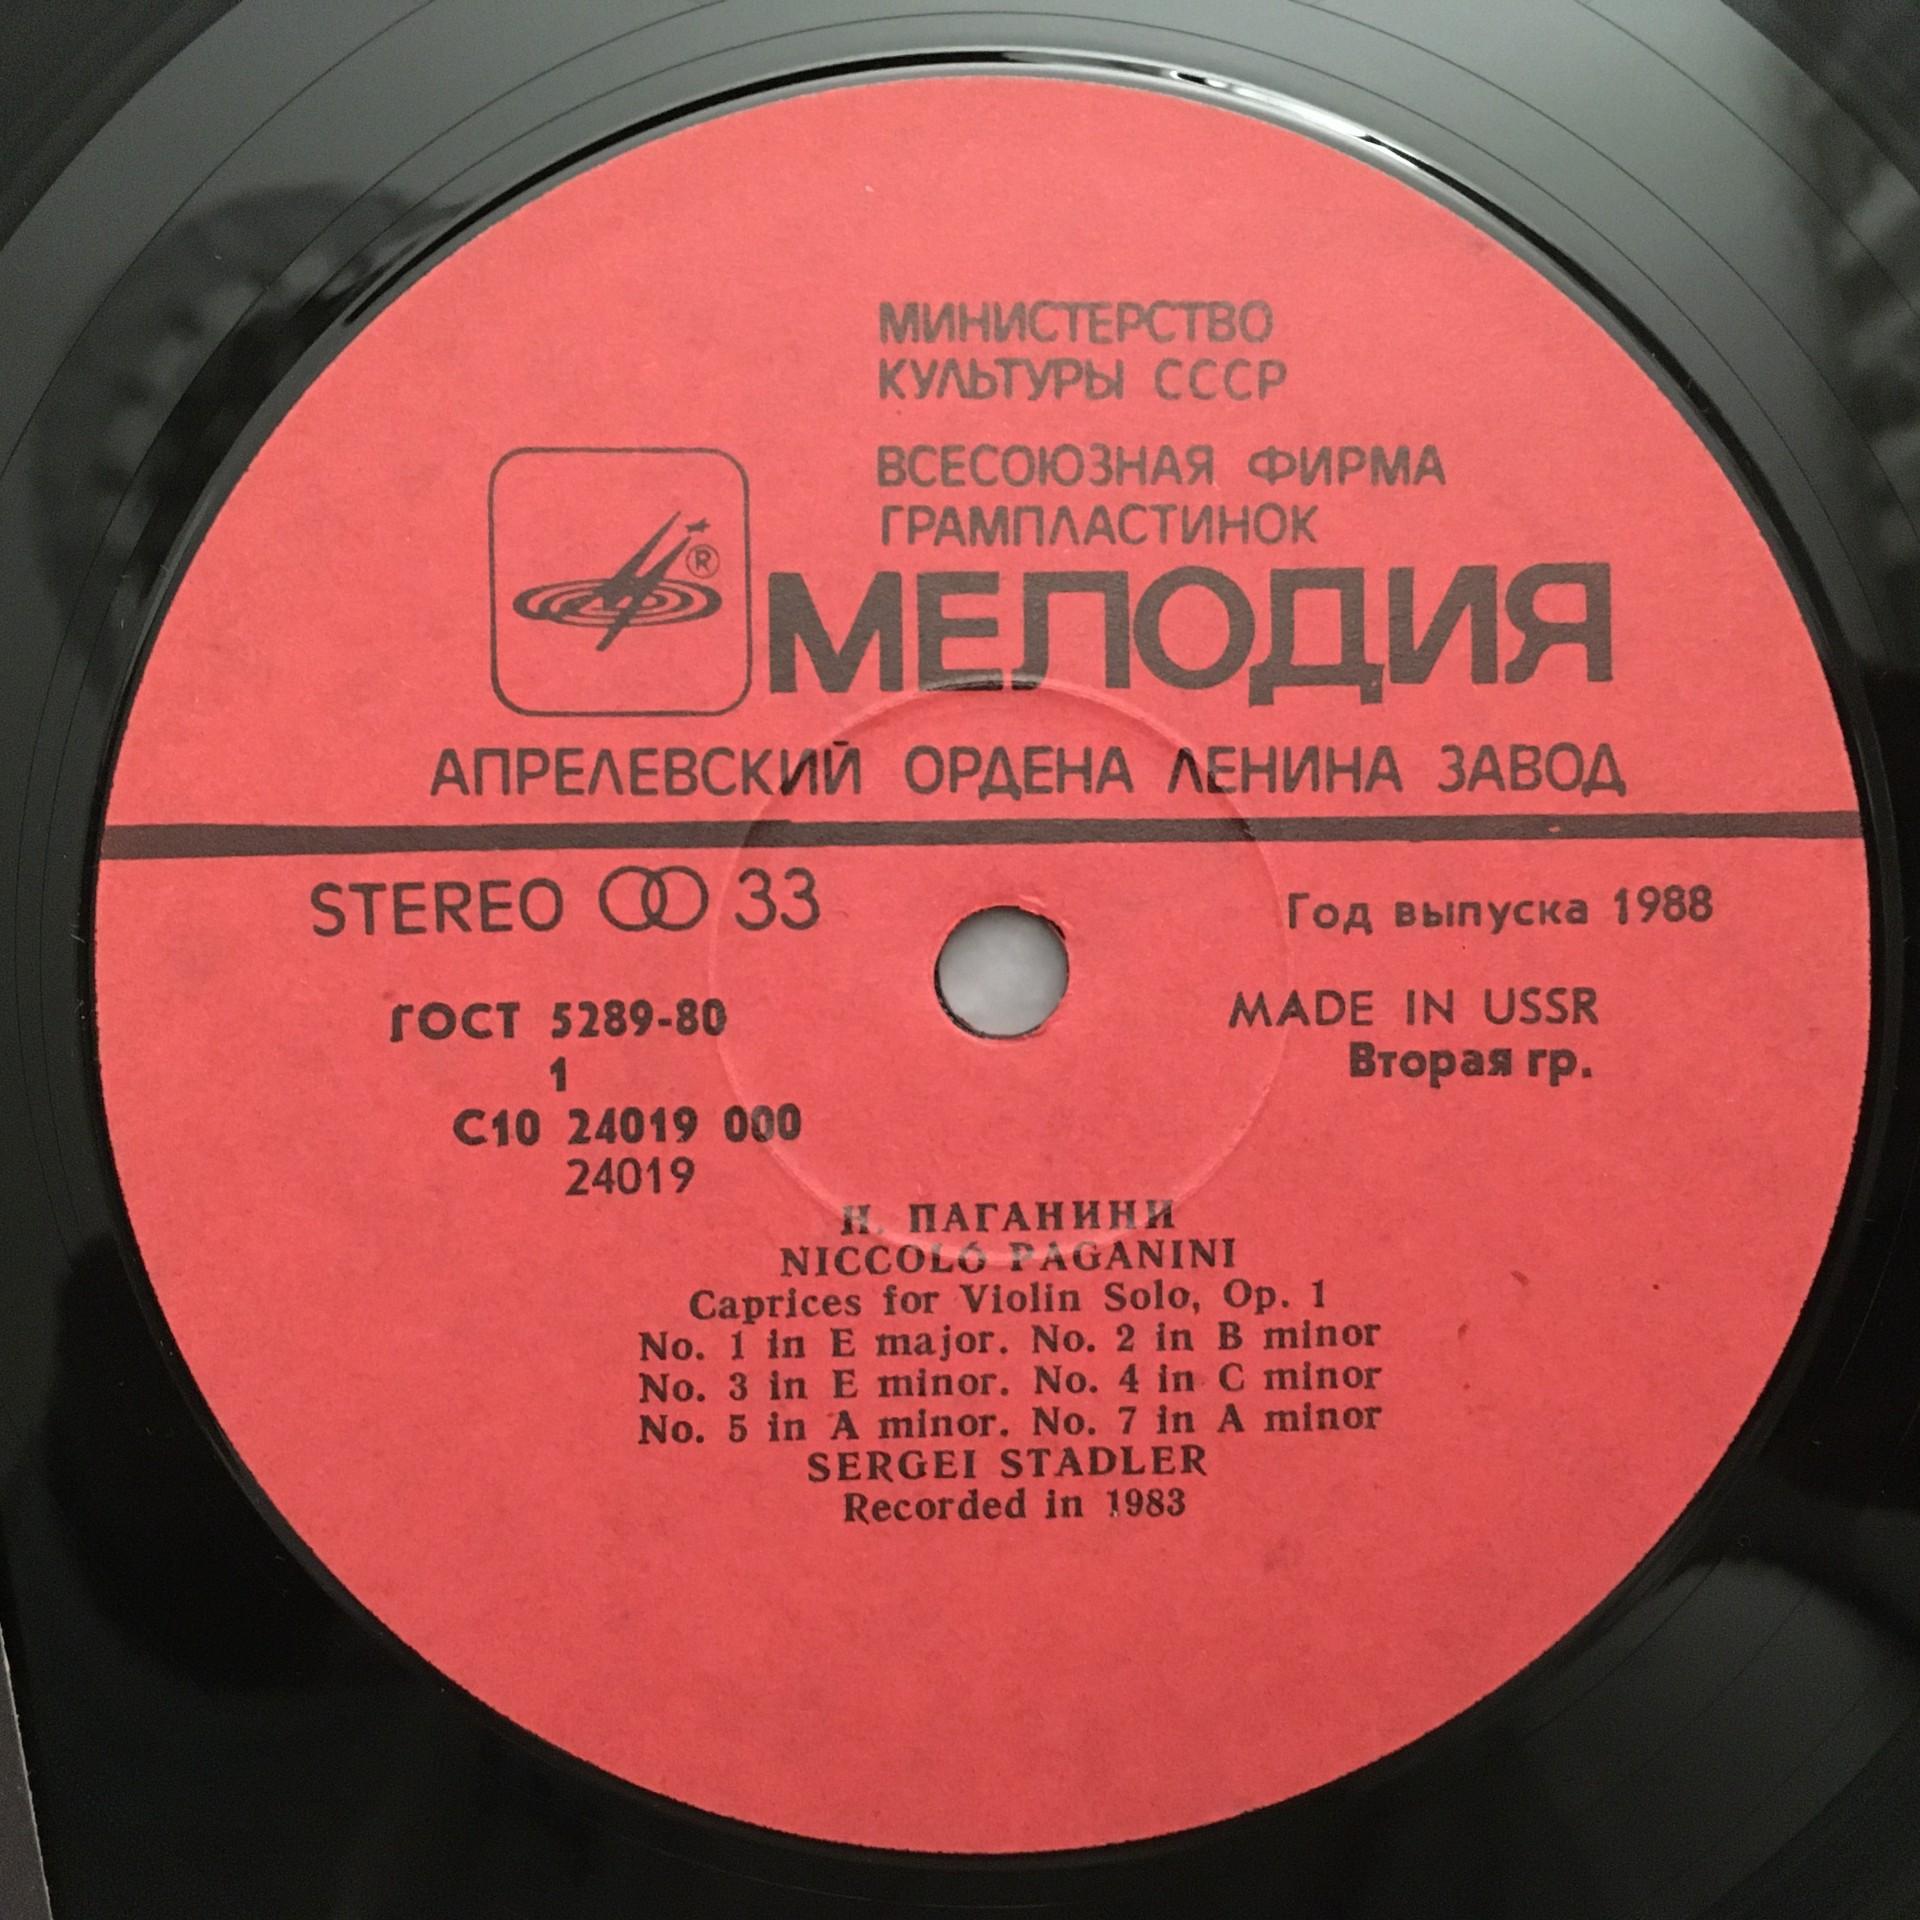 МИНИСТЕРСТВО
КУЛЬТУРЫ СССР
ВСЕСОЮЗНАЯ ФИРМА
ГРАМПЛАСТИНОК
®
МЕЛОДИЯ
АПРЕЛЕВСКИЙ ОРДЕНА ЛЕНИНА ЗАВОД
STEREO 33
Год выпуска 1988
ГОСТ 5289-80
1
С10 24019 000
24019
MADE IN USSR
Вторая гр.
Н. ПАГАНИНИ
NICCOLÓ PAGANINI
Caprices for Violin Solo, Op. 1
No. 1 in E major. No. 2 in B minor
No. 3 in E minor. No. 4 in C minor
No. 5 in A minor. No. 7 in A minor
SERGEI STADLER
Recorded in 1983